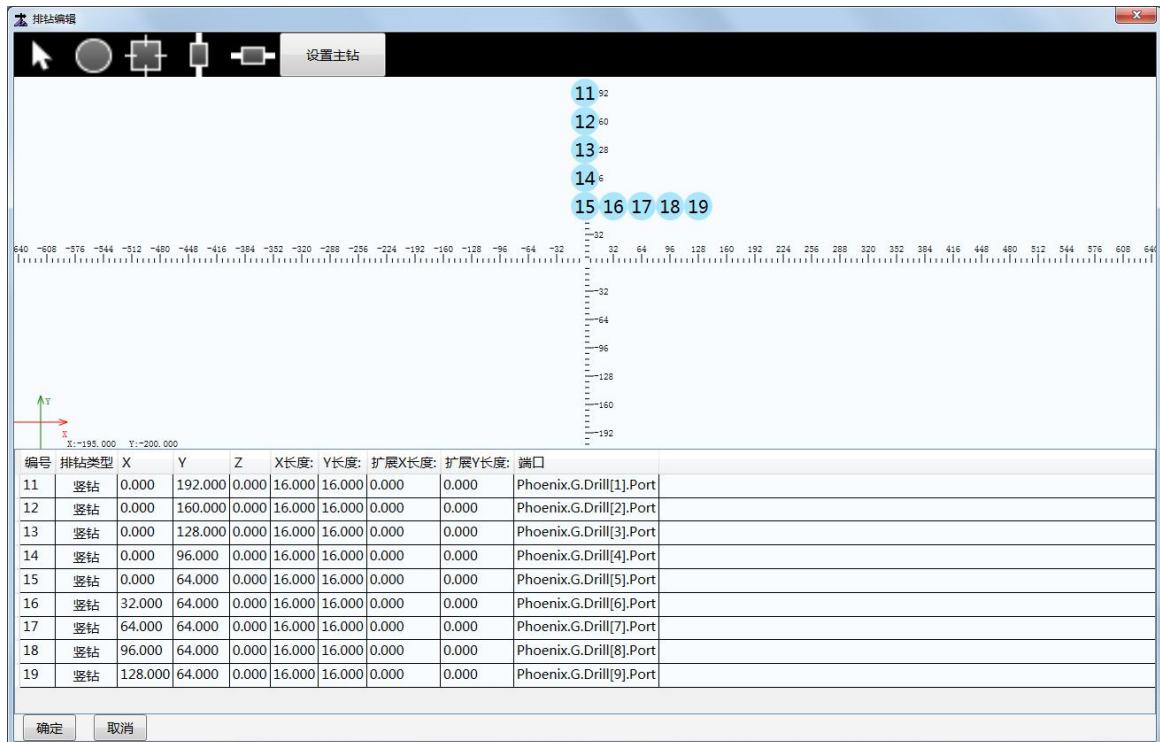 排钻编辑
设置主钻
11 92
12 60
13 28
14 6
15 16 17 18 19
32
640 -608 -576 -544 -512 -480 -448 -416 -384 -352 -320 -288 -256 -224 -192 -160 -128 -96 -64 -32 32 64 96 128 160 192 224 256 288 320 352 384 416 448 480 512 544 576 608 640
-32
-64
-96
-128
-160
-192
Y
X
X:-195.000 Y:-200.000
编号 排钻类型 X Y Z X长度: Y长度: 扩展X长度: 扩展Y长度: 端口
11 竖钻 0.000 192.000 0.000 16.000 16.000 0.000 0.000 Phoenix.G.Drill[1].Port
12 竖钻 0.000 160.000 0.000 16.000 16.000 0.000 0.000 Phoenix.G.Drill[2].Port
13 竖钻 0.000 128.000 0.000 16.000 16.000 0.000 0.000 Phoenix.G.Drill[3].Port
14 竖钻 0.000 96.000 0.000 16.000 16.000 0.000 0.000 Phoenix.G.Drill[4].Port
15 竖钻 0.000 64.000 0.000 16.000 16.000 0.000 0.000 Phoenix.G.Drill[5].Port
16 竖钻 32.000 64.000 0.000 16.000 16.000 0.000 0.000 Phoenix.G.Drill[6].Port
17 竖钻 64.000 64.000 0.000 16.000 16.000 0.000 0.000 Phoenix.G.Drill[7].Port
18 竖钻 96.000 64.000 0.000 16.000 16.000 0.000 0.000 Phoenix.G.Drill[8].Port
19 竖钻 128.000 64.000 0.000 16.000 16.000 0.000 0.000 Phoenix.G.Drill[9].Port
确定 取消